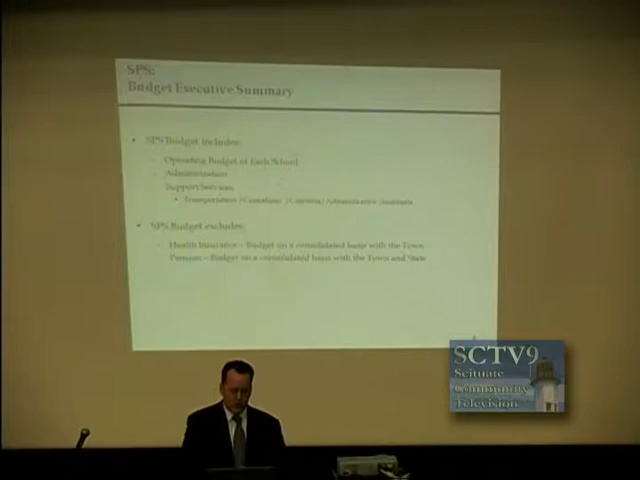 SPS:
Budget Executive Summary
SPS Budget includes:
Operating Budget of Each School
Administration
Support Services
Transportation / Custodians / Cafeteria / Administrative Assistants
SPS Budget excludes:
Health Insurance – Budget on a consolidated basis with the Town
Pension – Budget on a consolidated basis with the Town and State
SCTV9
Scituate
Community
Television